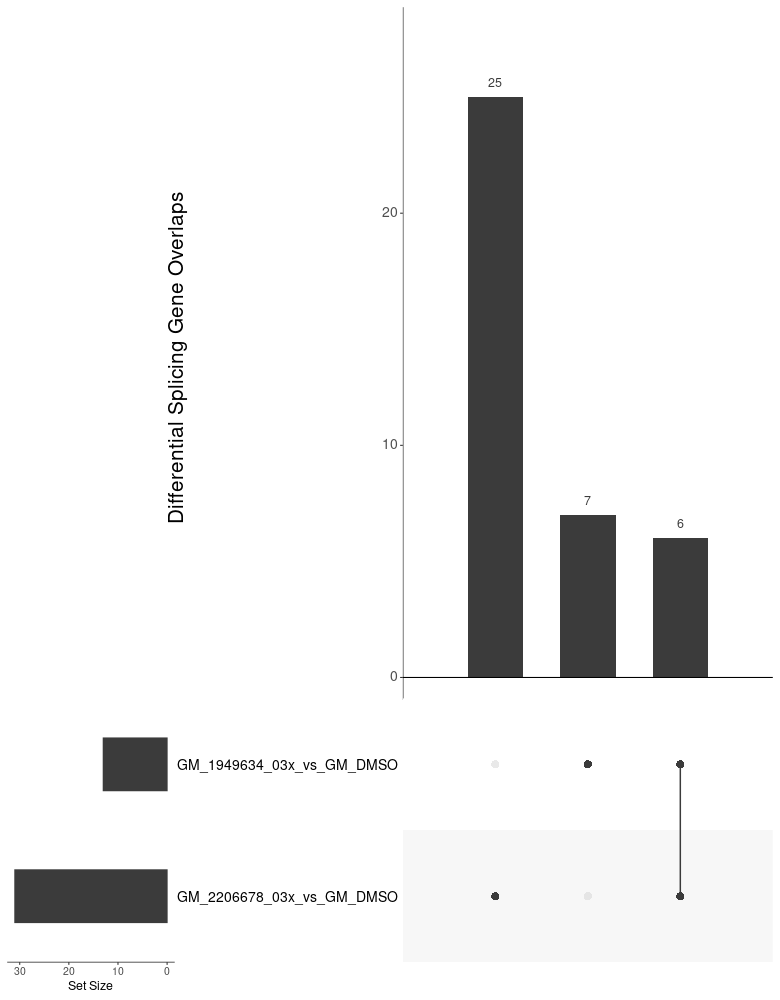 25
20
Differential Splicing Gene Overlaps
10
7
6
0
GM_1949634_03x_vs_GM_DMSO
GM_2206678_03x_vs_GM_DMSO
30 20 10 0
Set Size